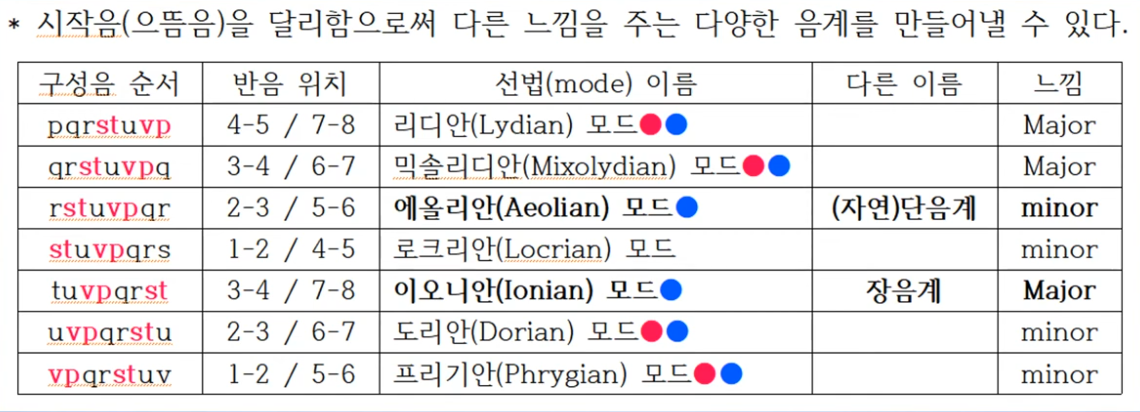 * 시작음(으뜸음)을 달리함으로써 다른 느낌을 주는 다양한 음계를 만들어낼 수 있다.
구성음 순서 반음 위치 선법(mode) 이름 다른 이름 느낌
pqrstuvp 4-5 / 7-8 리디안(Lydian) 모드 Major
qrstuvpq 3-4 / 6-7 믹솔리디안(Mixolydian) 모드 Major
rstuvpqr 2-3 / 5-6 에올리안(Aeolian) 모드 (자연)단음계 minor
stuvpqrs 1-2 / 4-5 로크리안(Locrian) 모드 minor
tuvpqrst 3-4 / 7-8 이오니안(Ionian) 모드 장음계 Major
uvpqrstu 2-3 / 6-7 도리안(Dorian) 모드 minor
vpqrstuv 1-2 / 5-6 프리기안(Phrygian) 모드 minor